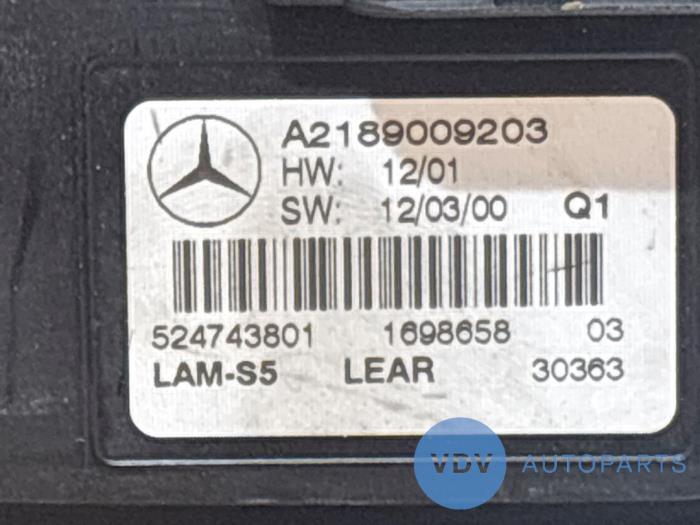 A2189009203
HW: 12/01
SW: 12/03/00 Q1
524743801 1698658 03
LAM-S5 LEAR 30363
VDV AUTOPARTS